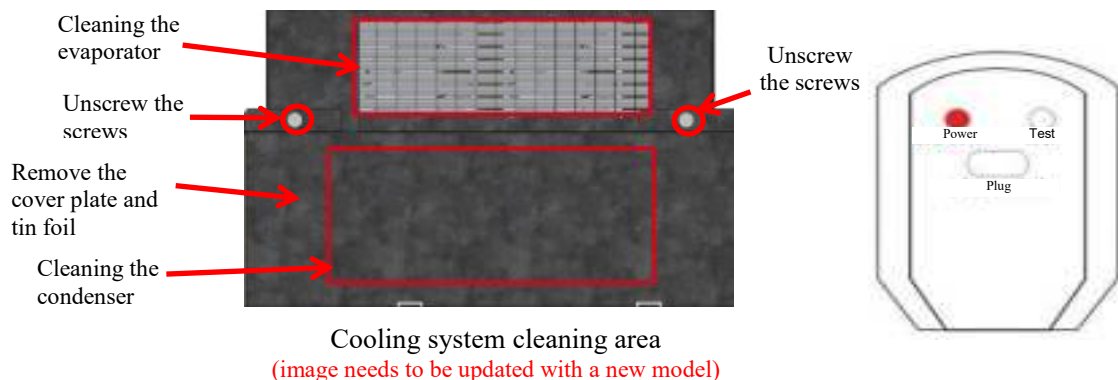 Cleaning the
evaporator
Unscrew the
screws
Unscrew
the screws
Remove the
cover plate and
tin foil
Cleaning the
condenser
Power
Test
Plug
Cooling system cleaning area
(image needs to be updated with a new model)